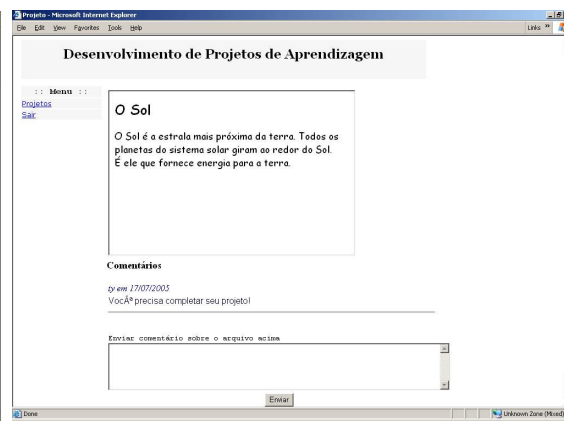 Projeto - Microsoft Internet Explorer
File Edit View Favorites Tools Help
Links »
Desenvolvimento de Projetos de Aprendizagem
:: Menu ::
Projetos
Sair
O Sol
O Sol é a estrala mais próxima da terra. Todos os
planetas do sistema solar giram ao redor do Sol.
É ele que fornece energia para a terra.
Comentários
ty em 17/07/2005
VocÃª precisa completar seu projeto!
Enviar comentário sobre o arquivo acima
Enviar
Done
Unknown Zone (Mixed)